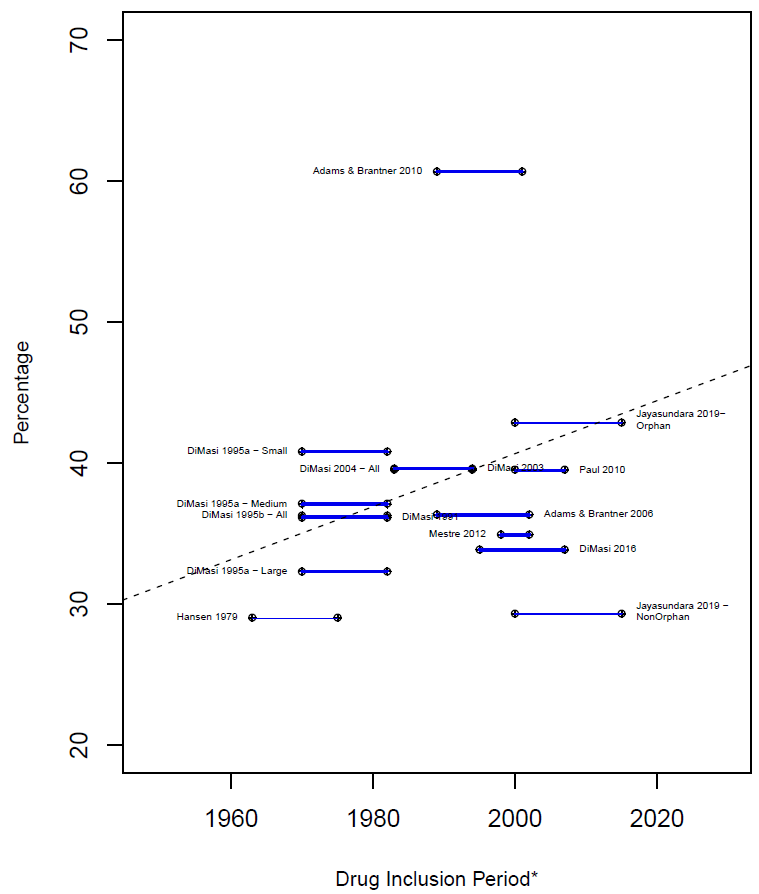 70
60
50
40
30
20
Percentage
Adams & Brantner 2010
Jayasundara 2019−
Orphan
DiMasi 1995a − Small
DiMasi 2004 − All
DiMasi 2003
Paul 2010
DiMasi 1995a − Medium
DiMasi 1995b − All
DiMasi 1991
Adams & Brantner 2006
Mestre 2012
DiMasi 2016
DiMasi 1995a − Large
Jayasundara 2019 −
NonOrphan
Hansen 1979
1960
1980
2000
2020
Drug Inclusion Period*